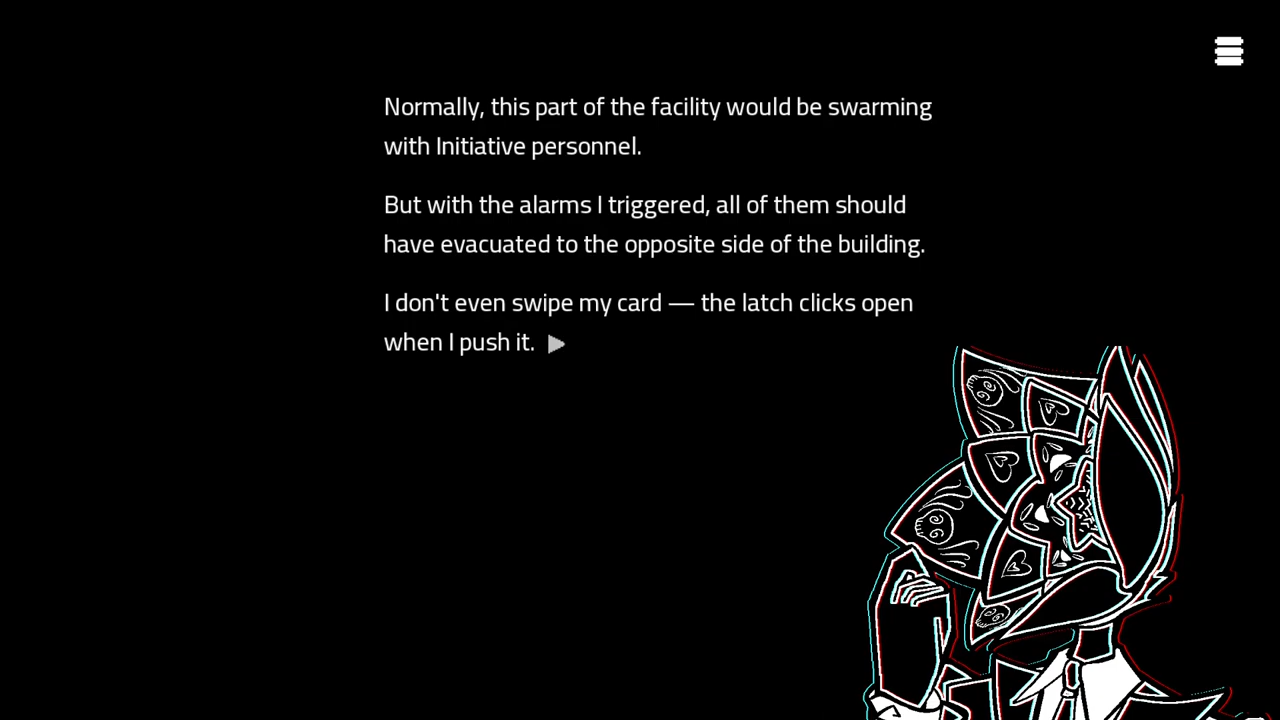 Normally, this part of the facility would be swarming
with Initiative personnel.
But with the alarms I triggered, all of them should
have evacuated to the opposite side of the building.
I don't even swipe my card — the latch clicks open
when I push it.